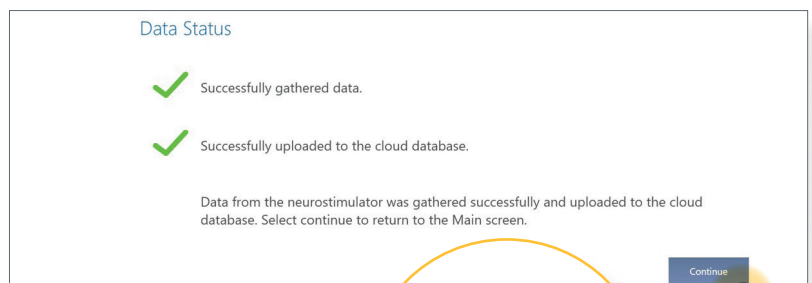 Data Status
Successfully gathered data.
Successfully uploaded to the cloud database.
Data from the neurostimulator was gathered successfully and uploaded to the cloud
database. Select continue to return to the Main screen.
Continue